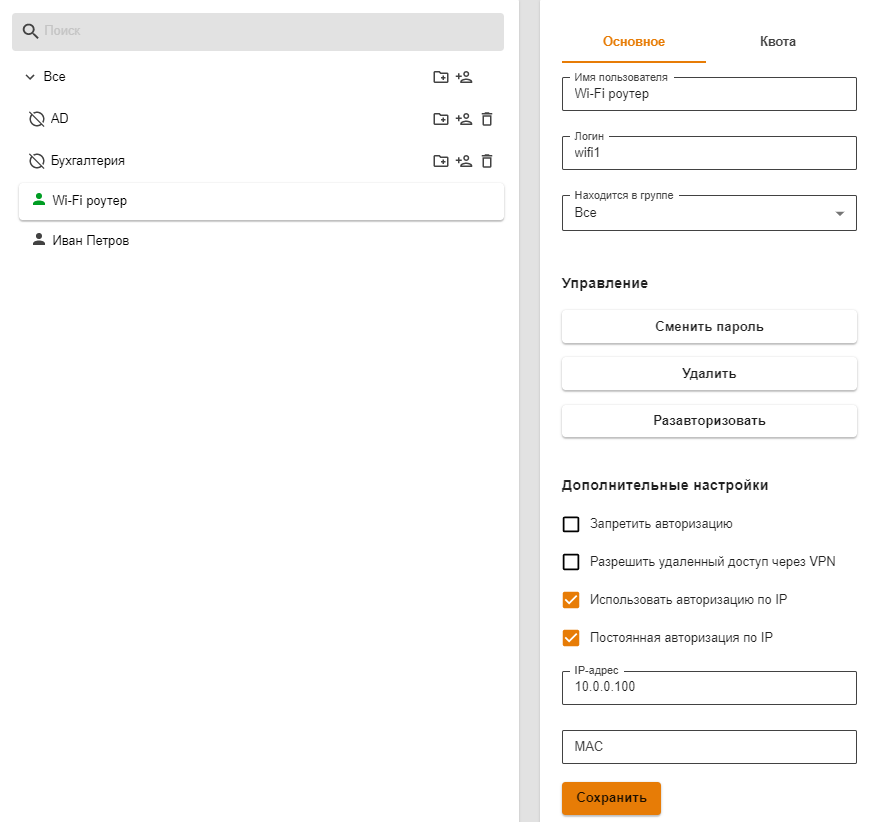 Поиск
Все
AD
Бухгалтерия
Wi-Fi роутер
Иван Петров
Основное
Квота
Имя пользователя
Wi-Fi роутер
Логин
wifi1
Находится в группе
Все
Управление
Сменить пароль
Удалить
Разавторизовать
Дополнительные настройки
Запретить авторизацию
Разрешить удаленный доступ через VPN
Использовать авторизацию по IP
Постоянная авторизация по IP
IP-адрес
10.0.0.100
MAC
Сохранить